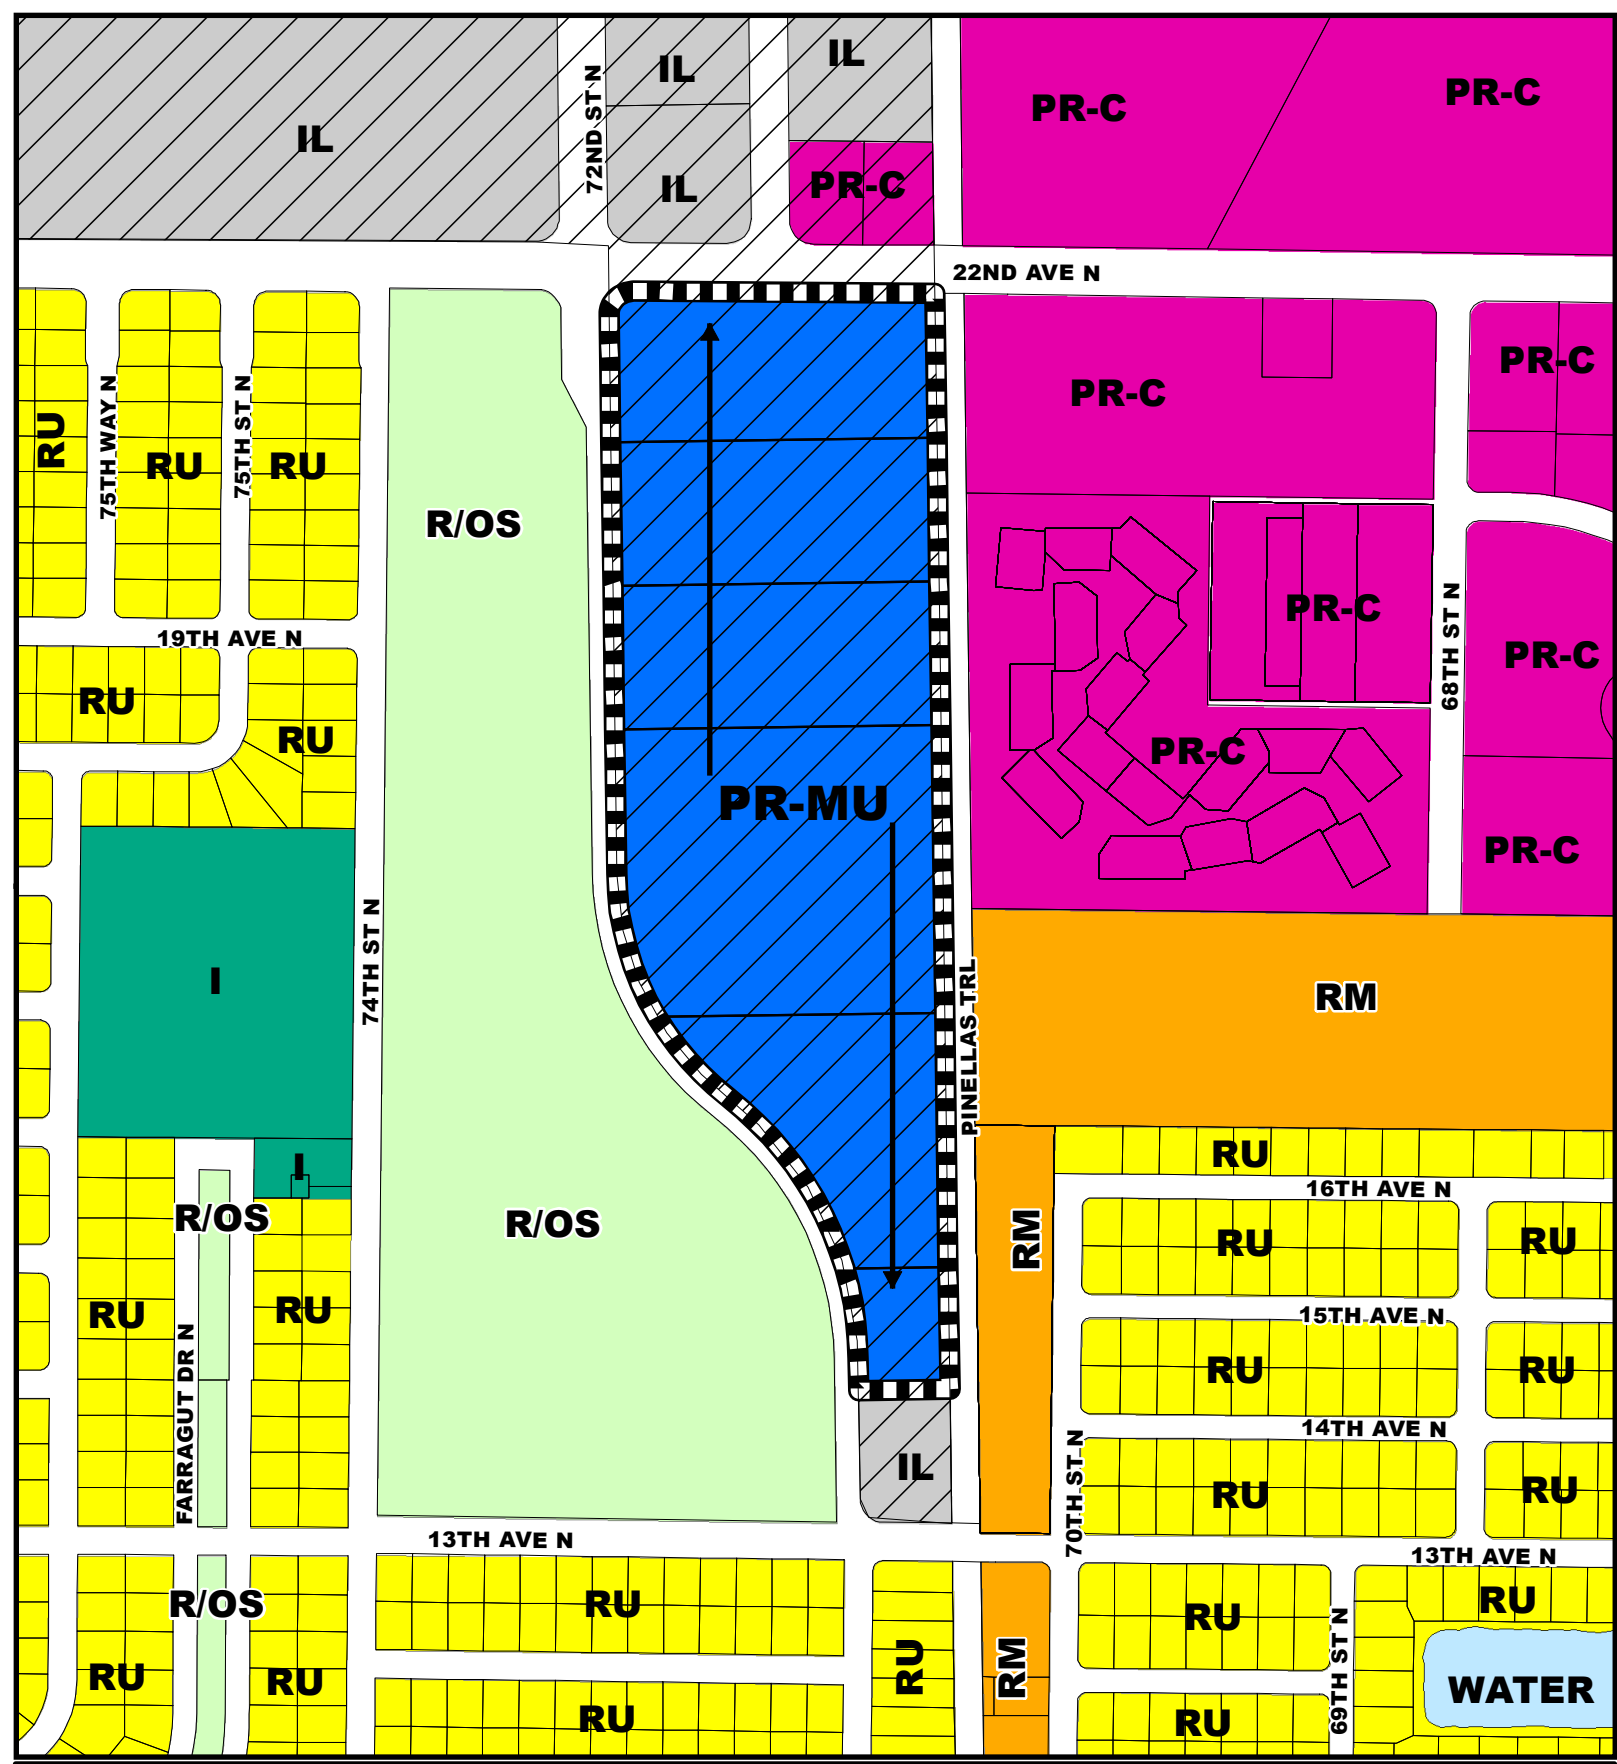 IL
PR-C
PR-C
IL
72ND ST N
IL
IL
PR-C
22ND AVE N
PR-C
PR-C
RU
75TH WAY N
RU
75TH ST N
RU
R/OS
PR-C
68TH ST N
PR-C
19TH AVE N
RU
RU
PR-C
PR-MU
PR-C
I
74TH ST N
PINELLAS TRL
RM
I
R/OS
R/OS
RU
16TH AVE N
RM
RU
RU
RU
RU
15TH AVE N
FARRAGUT DR N
RU
RU
14TH AVE N
IL
70TH ST N
RU
RU
13TH AVE N
13TH AVE N
R/OS
RU
RU
RU
RU
RU
RU
RM
69TH ST N
WATER
RU
RU